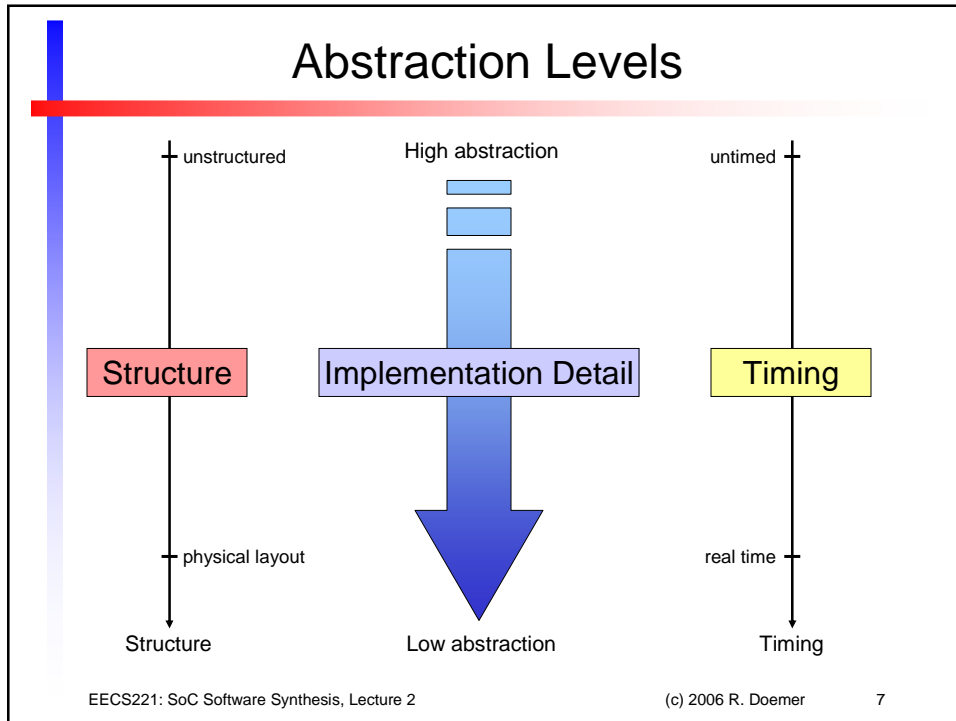 Abstraction Levels
unstructured
High abstraction
untimed
Structure
Implementation Detail
Timing
physical layout
real time
Structure
Low abstraction
Timing
EECS221: SoC Software Synthesis, Lecture 2
(c) 2006 R. Doemer
7